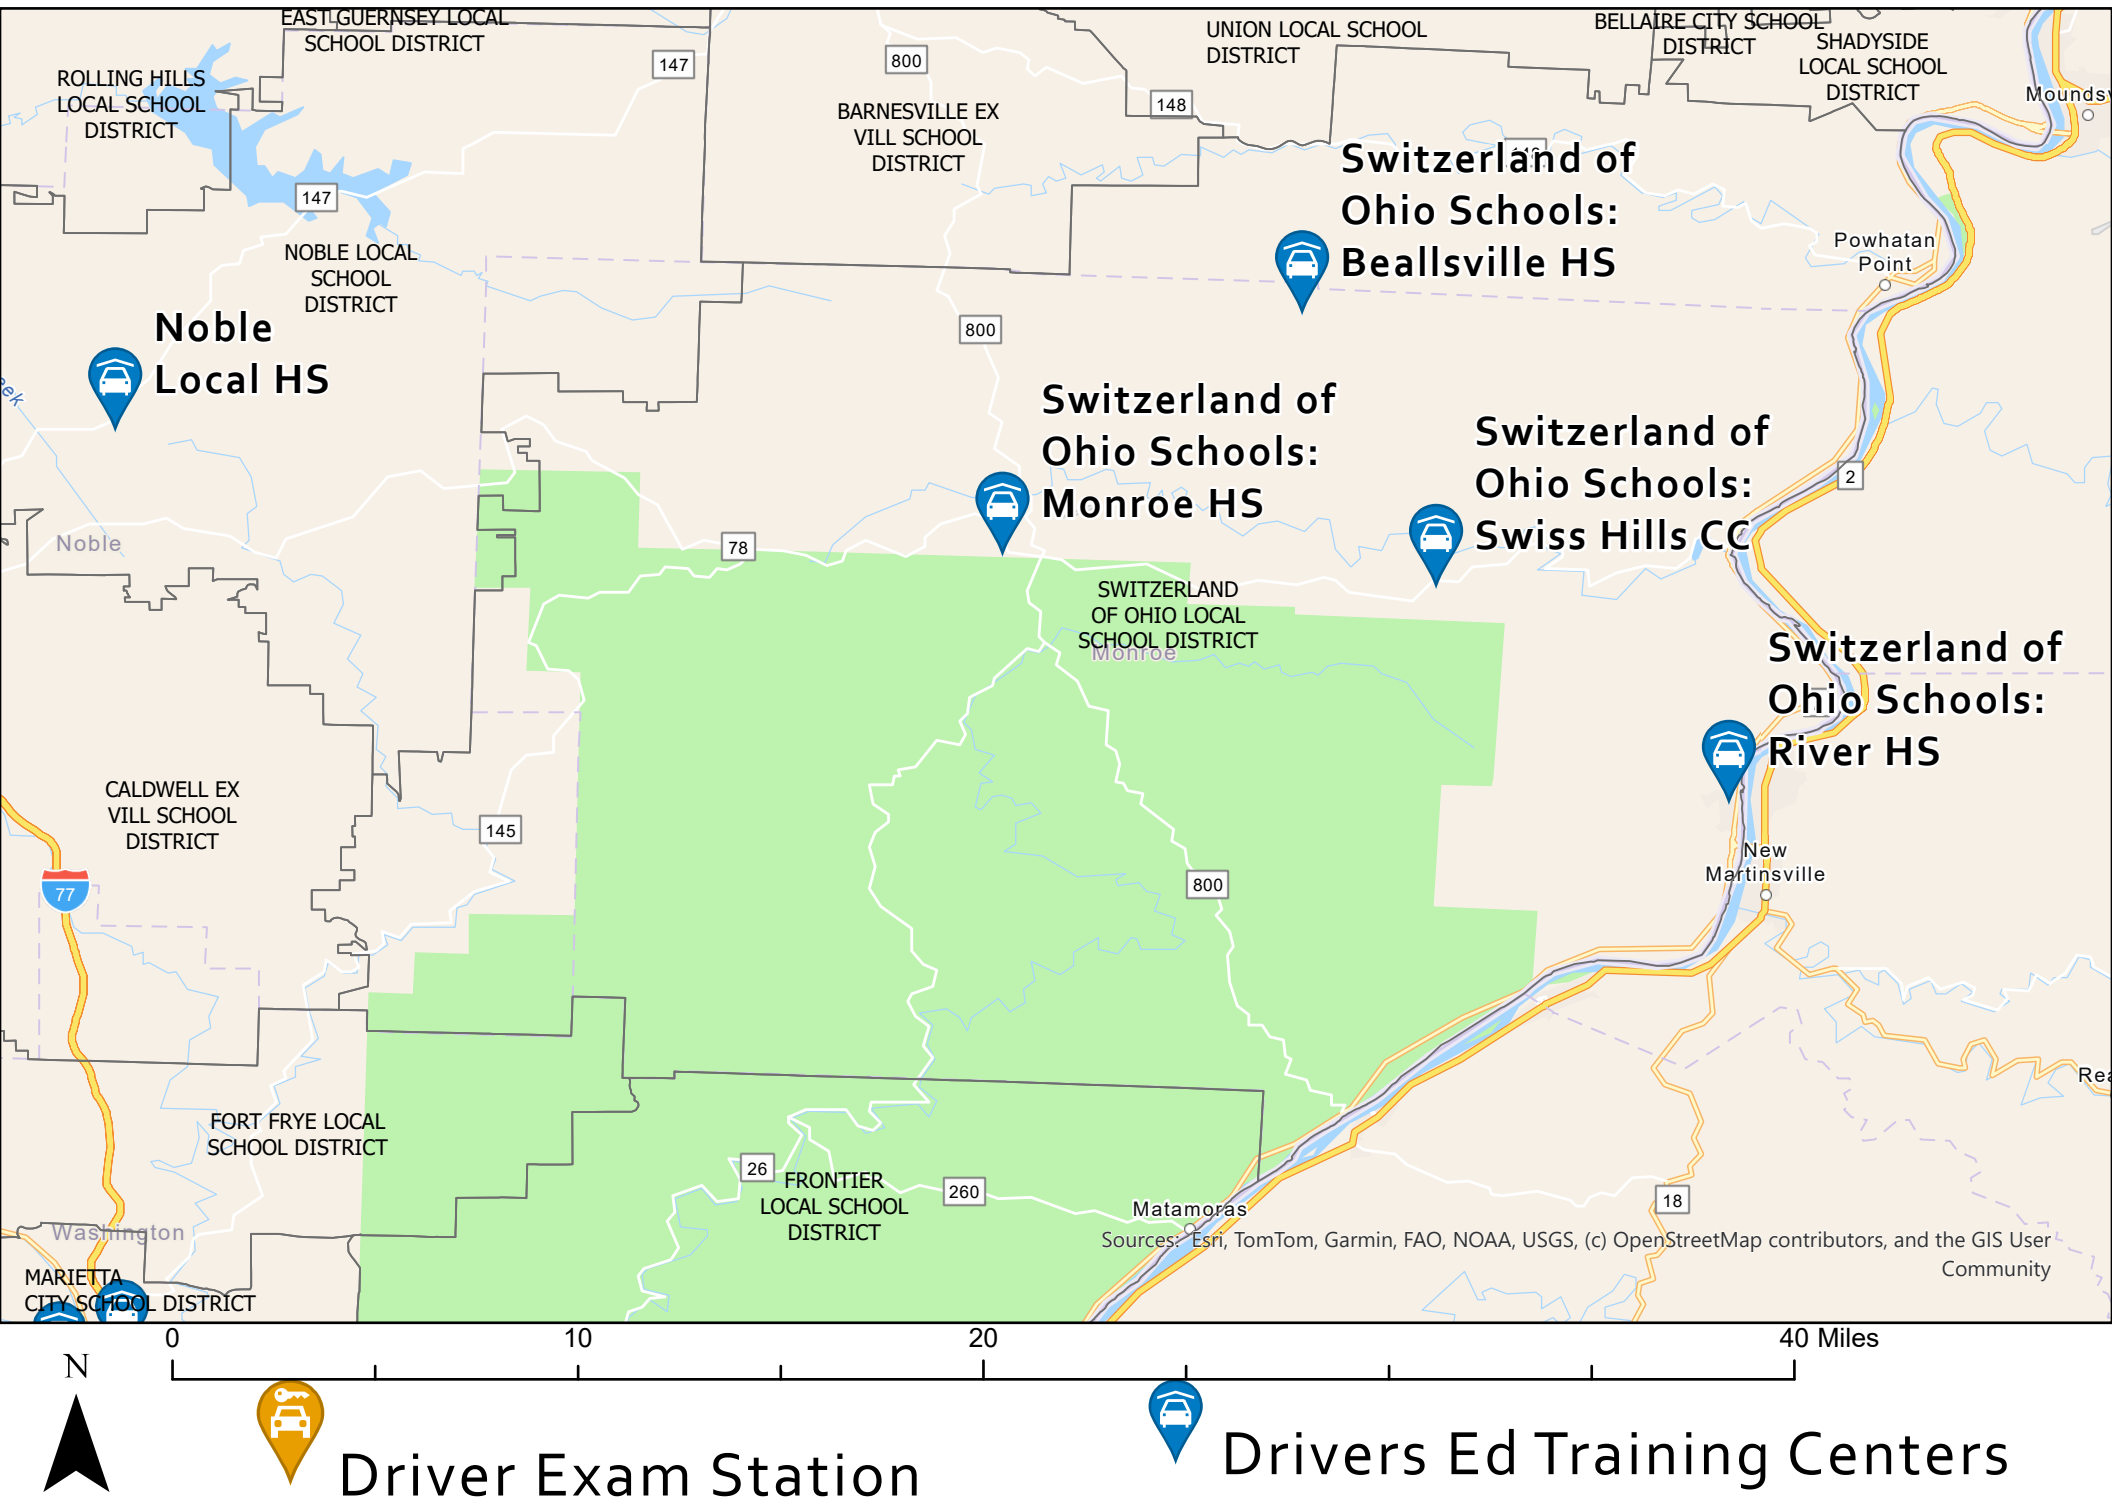 EAST GUERNSEY LOCAL
SCHOOL DISTRICT
UNION LOCAL SCHOOL
DISTRICT
BELLAIRE CITY SCHOOL
DISTRICT
SHADYSIDE
LOCAL SCHOOL
DISTRICT
ROLLING HILLS
LOCAL SCHOOL
DISTRICT
147
800
148
BARNESVILLE EX
VILL SCHOOL
DISTRICT
Moundsv
147
NOBLE LOCAL
SCHOOL
DISTRICT
Switzerland of
Ohio Schools:
Beallsville HS
Powhatan
Point
Noble
Local HS
800
eek
Switzerland of
Ohio Schools:
Monroe HS
Switzerland of
Ohio Schools:
Swiss Hills CC
2
Noble
78
SWITZERLAND
OF OHIO LOCAL
SCHOOL DISTRICT
Monroe
Switzerland of
Ohio Schools:
River HS
CALDWELL EX
VILL SCHOOL
DISTRICT
145
77
800
New
Martinsville
Rea
FORT FRYE LOCAL
SCHOOL DISTRICT
26
FRONTIER
LOCAL SCHOOL
DISTRICT
260
18
Matamoras
Washington
MARIETTA
CITY SCHOOL DISTRICT
Sources: Esri, TomTom, Garmin, FAO, NOAA, USGS, (c) OpenStreetMap contributors, and the GIS User
Community
0 10 20 40 Miles
N
Driver Exam Station
Drivers Ed Training Centers